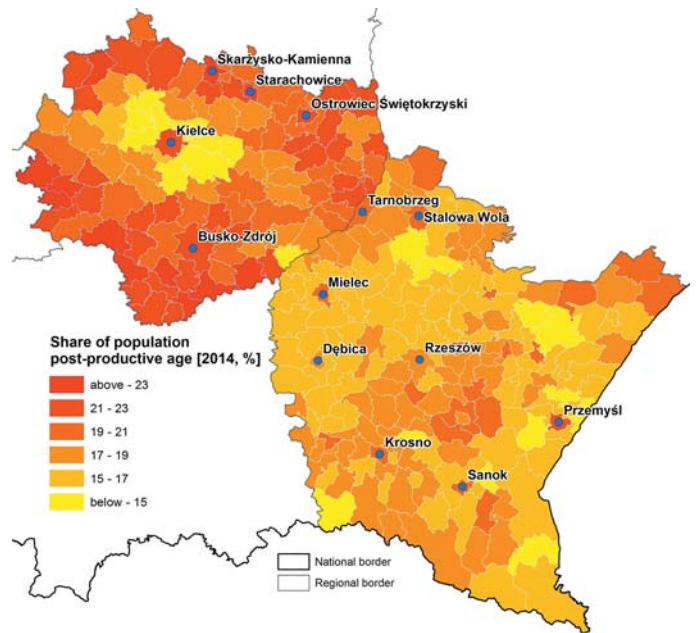 Skarżysko-Kamienna
Starachowice
Ostrowiec Świętokrzyski
Kielce
Tarnobrzeg
Stalowa Wola
Busko-Zdrój
Mielec
Share of population
post-productive age [2014, %]
above - 23
21 - 23
19 - 21
17 - 19
15 - 17
below - 15
Dębica
Rzeszów
Przemyśl
Krosno
Sanok
National border
Regional border